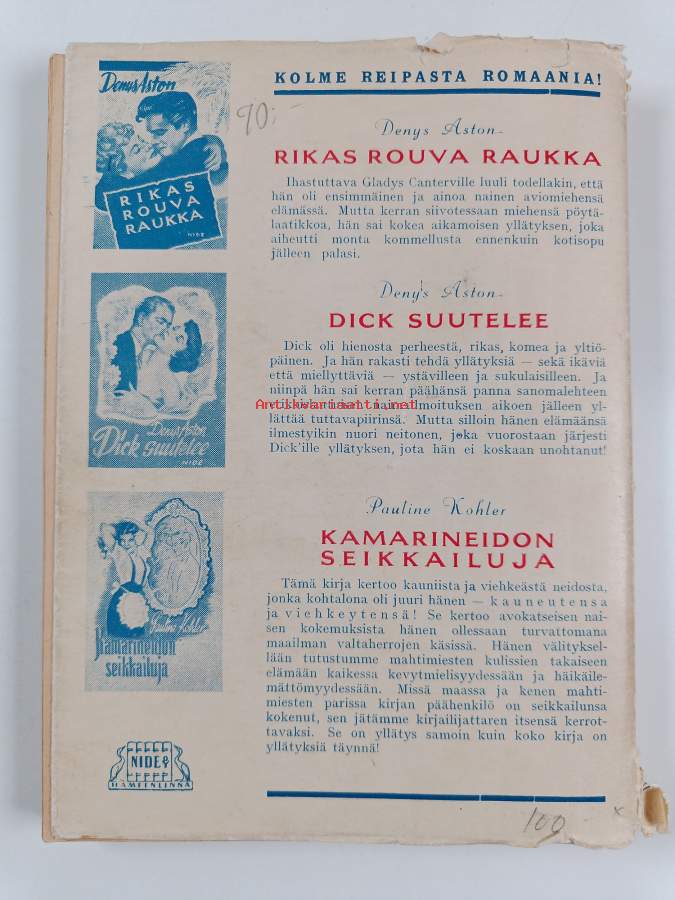 KOLME REIPASTA ROMAANIA!
Denys Aston
RIKAS
ROUVA
RAUKKA
NIDE
90:-
Denys Aston
RIKAS ROUVA RAUKKA
Ihastuttava Gladys Canterville luuli todellakin, että
hän oli ensimmäinen ja ainoa nainen aviomiehensä
elämässä. Mutta kerran siivotessaan miehensä pöytä-
laatikkoa, hän sai kokea aikamoisen yllätyksen, joka
aiheutti monta kommellusta ennenkuin kotisopu
jälleen palasi.
Denys Aston
Dick suutelee
NIDE
Deny's Aston
DICK SUUTELEE
Dick oli hienosta perheestä, rikas, komea ja yltiö-
päinen. Ja hän rakasti tehdä yllätyksiä — sekä ikäviä
että miellyttäviä — ystävilleen ja sukulaisilleen. Ja
niinpä hän sai kerran päähänsä panna sanomalehteen
Antikvariaatti.net
ilmoituksen aikoen jälleen yl-
lättää tuttavapiirinsä. Mutta silloin hänen elämäänsä
ilmestyikin nuori neitonen, joka vuorostaan järjesti
Dick'ille yllätyksen, jota hän ei koskaan unohtanut!
Pauline Kohler
Kamarineidon
seikkailuja
Pauline Kohler
KAMARINEIDON
SEIKKAILUJA
Tämä kirja kertoo kauniista ja viehkeästä neidosta,
jonka kohtalona oli juuri hänen — kauneutensa
ja viehkeytensä! Se kertoo avokatseisen nai-
sen kokemuksista hänen ollessaan turvattomana
maailman valtaherrojen käsissä. Hänen välityksel-
lään tutustumme mahtimiesten kulissien takaiseen
elämään kaikessa kevytmielisyydessään ja häikäile-
mättömyydessään. Missä maassa ja kenen mahti-
miesten parissa kirjan päähenkilö on seikkailunsa
kokenut, sen jätämme kirjailijattaren itsensä kerrot-
tavaksi. Se on yllätys samoin kuin koko kirja on
yllätyksiä täynnä!
NIDE
HÄMEENLINNA
100 - x